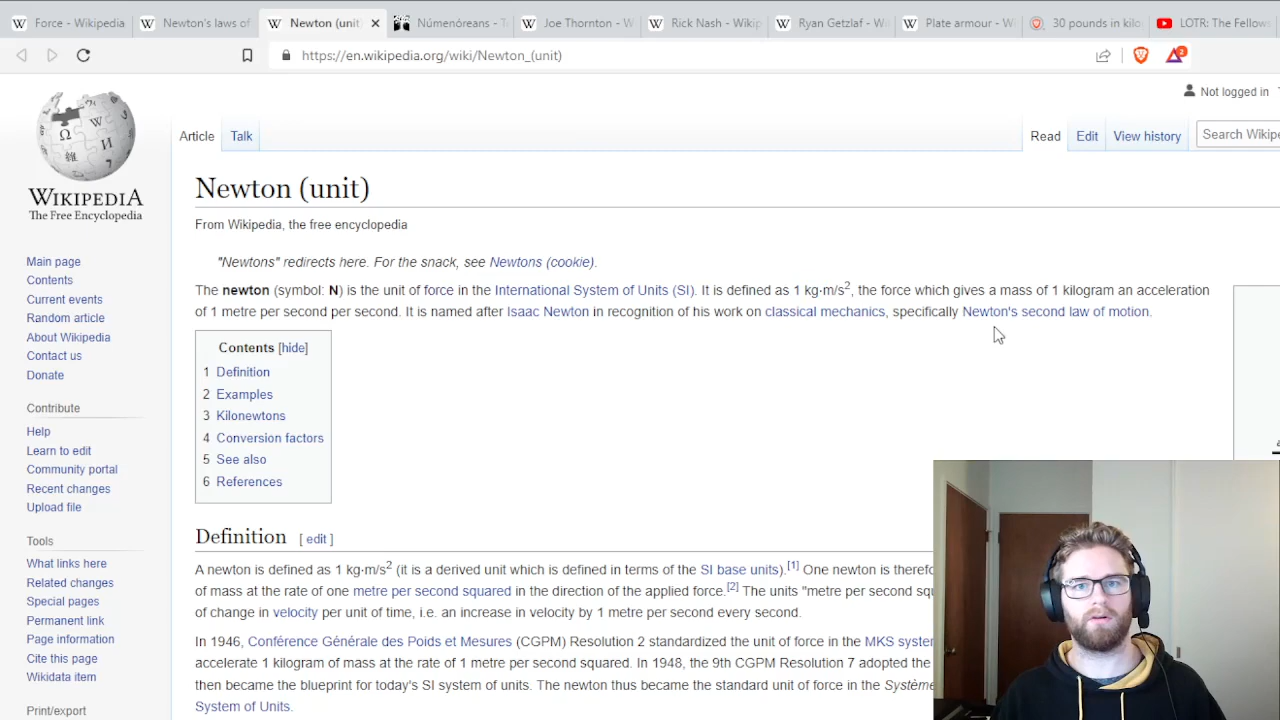 Force - Wikipedia
Newton's laws of
Newton (unit
Númenóreans - T
Joe Thornton - W
Rick Nash - Wikip
Ryan Getzlaf - Wi
Plate armour - Wi
30 pounds in kilo
LOTR: The Fellow
https://en.wikipedia.org/wiki/Newton_(unit)
2
Not logged in
Article
Talk
Read
Edit
View history
Search Wikipe
WIKIPEDIA
The Free Encyclopedia
Main page
Contents
Current events
Random article
About Wikipedia
Contact us
Donate
Contribute
Help
Learn to edit
Community portal
Recent changes
Upload file
Tools
What links here
Related changes
Special pages
Permanent link
Page information
Cite this page
Wikidata item
Print/export
Newton (unit)
From Wikipedia, the free encyclopedia
"Newtons" redirects here. For the snack, see Newtons (cookie).
The newton (symbol: N) is the unit of force in the International System of Units (SI). It is defined as 1 kg⋅m/s², the force which gives a mass of 1 kilogram an acceleration
of 1 metre per second per second. It is named after Isaac Newton in recognition of his work on classical mechanics, specifically Newton's second law of motion.
Contents [hide]
1 Definition
2 Examples
3 Kilonewtons
4 Conversion factors
5 See also
6 References
Definition [ edit ]
A newton is defined as 1 kg⋅m/s² (it is a derived unit which is defined in terms of the SI base units).[1] One newton is therefo
of mass at the rate of one metre per second squared in the direction of the applied force.[2] The units "metre per second squ
of change in velocity per unit of time, i.e. an increase in velocity by 1 metre per second every second.
In 1946, Conférence Générale des Poids et Mesures (CGPM) Resolution 2 standardized the unit of force in the MKS system
accelerate 1 kilogram of mass at the rate of 1 metre per second squared. In 1948, the 9th CGPM Resolution 7 adopted the
then became the blueprint for today's SI system of units. The newton thus became the standard unit of force in the Système
System of Units.